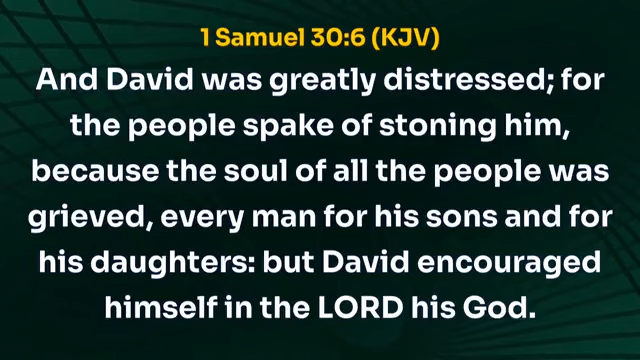 1 Samuel 30:6 (KJV)
And David was greatly distressed; for
the people spake of stoning him,
because the soul of all the people was
grieved, every man for his sons and for
his daughters: but David encouraged
himself in the LORD his God.